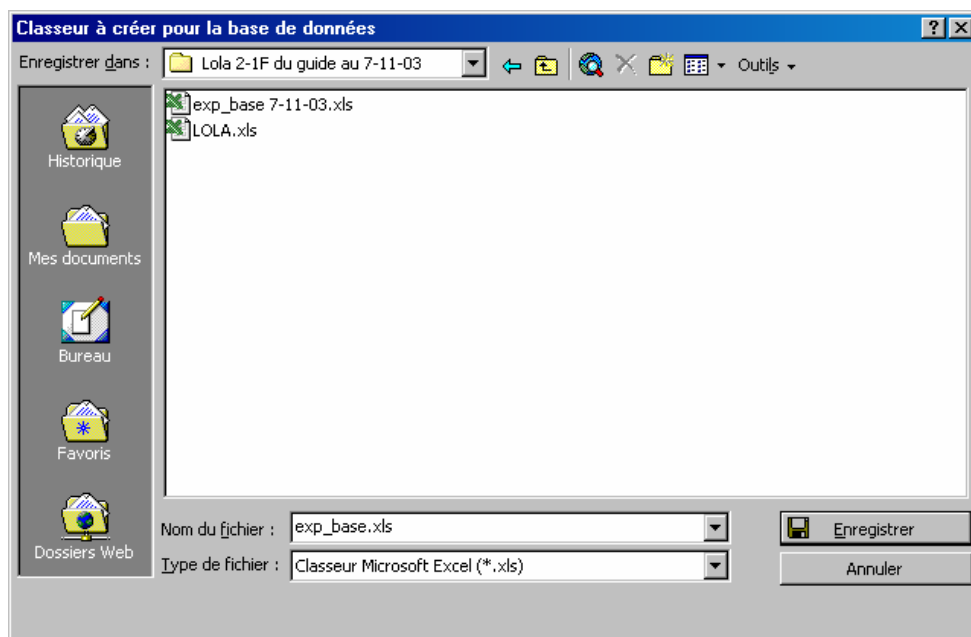 Classeur à créer pour la base de données
Enregistrer dans :
Lola 2-1F du guide au 7-11-03
Outils
exp_base 7-11-03.xls
LOLA.xls
Historique
Mes documents
Bureau
Favoris
Dossiers Web
Nom du fichier :
exp_base.xls
Enregistrer
Type de fichier :
Classeur Microsoft Excel (*.xls)
Annuler